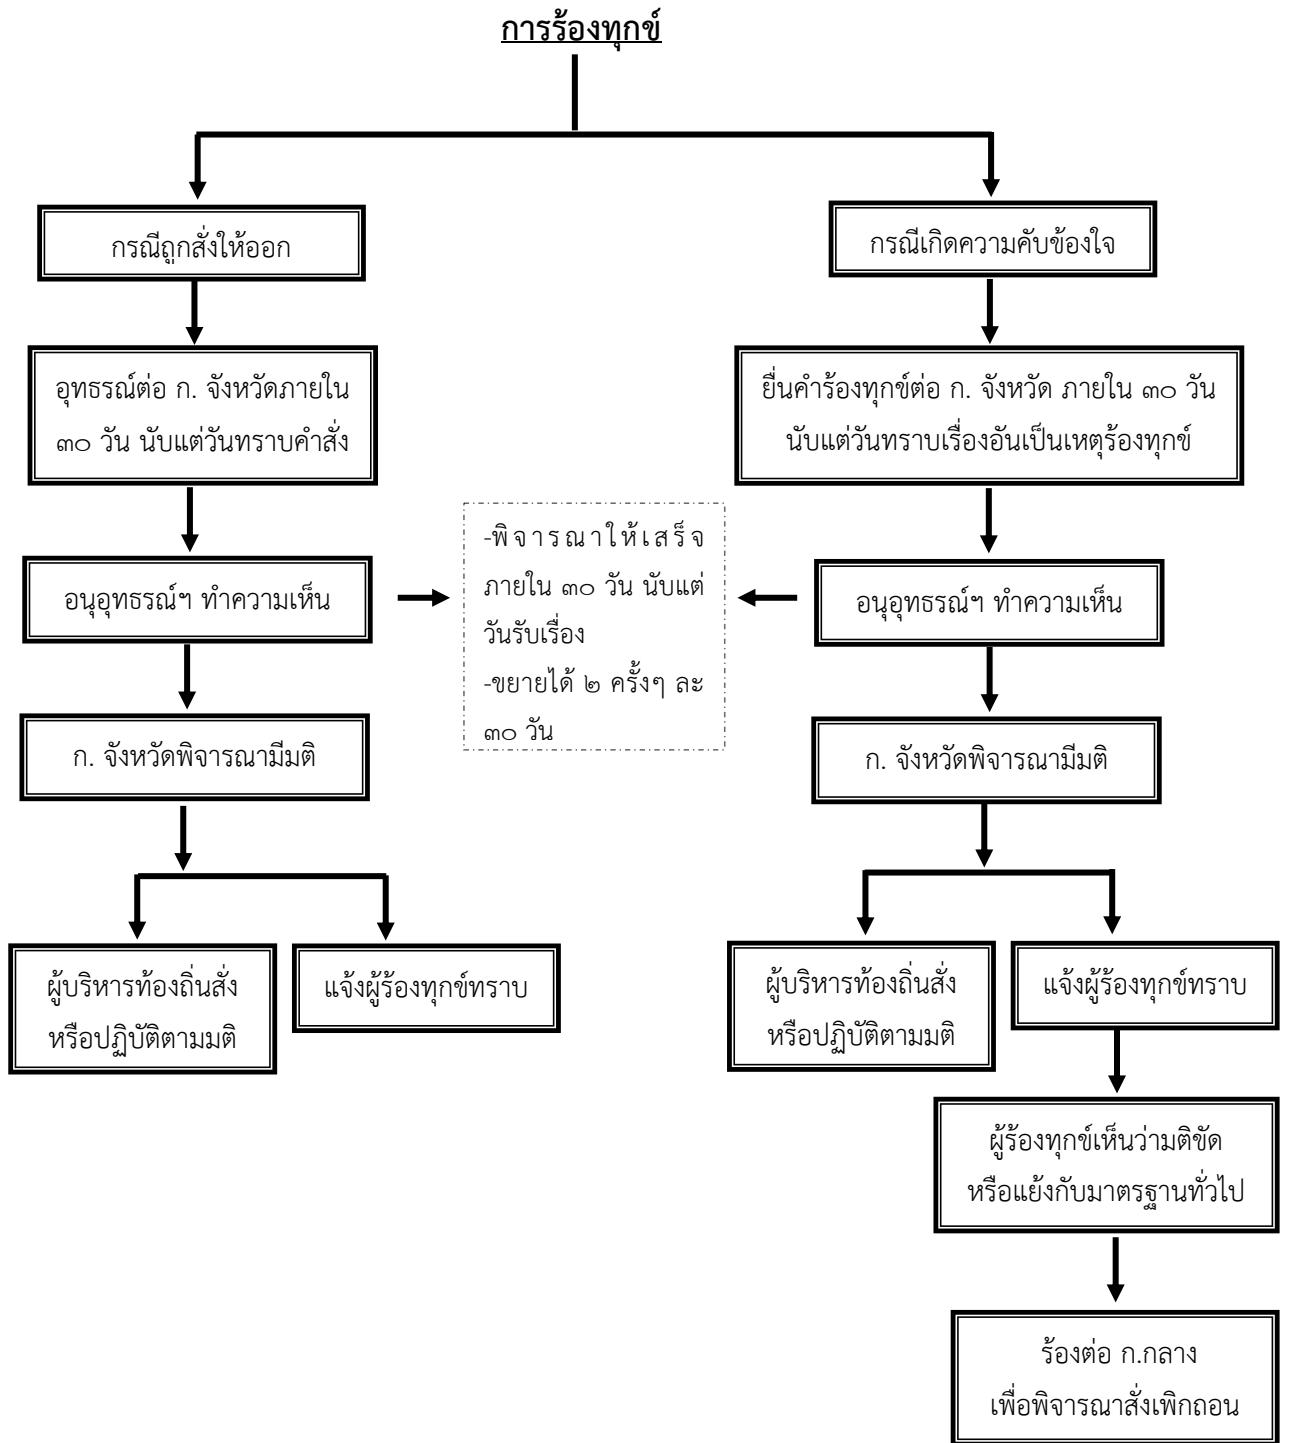 การร้องทุกข์
กรณีถูกสั่งให้ออก
กรณีเกิดความคับข้องใจ
อุทธรณ์ต่อ ก. จังหวัดภายใน
๓๐ วัน นับแต่วันทราบคำสั่ง
ยื่นคำร้องทุกข์ต่อ ก. จังหวัด ภายใน ๓๐ วัน
นับแต่วันทราบเรื่องอันเป็นเหตุร้องทุกข์
อนุอุทธรณ์ฯ ทำความเห็น
-พิจารณาให้เสร็จ
ภายใน ๓๐ วัน นับแต่
วันรับเรื่อง
-ขยายได้ ๒ ครั้งๆ ละ
๓๐ วัน
อนุอุทธรณ์ฯ ทำความเห็น
ก. จังหวัดพิจารณามีมติ
ก. จังหวัดพิจารณามีมติ
ผู้บริหารท้องถิ่นสั่ง
หรือปฏิบัติตามมติ
แจ้งผู้ร้องทุกข์ทราบ
ผู้บริหารท้องถิ่นสั่ง
หรือปฏิบัติตามมติ
แจ้งผู้ร้องทุกข์ทราบ
ผู้ร้องทุกข์เห็นว่ามติขัด
หรือแย้งกับมาตรฐานทั่วไป
ร้องต่อ ก.กลาง
เพื่อพิจารณาสั่งเพิกถอน